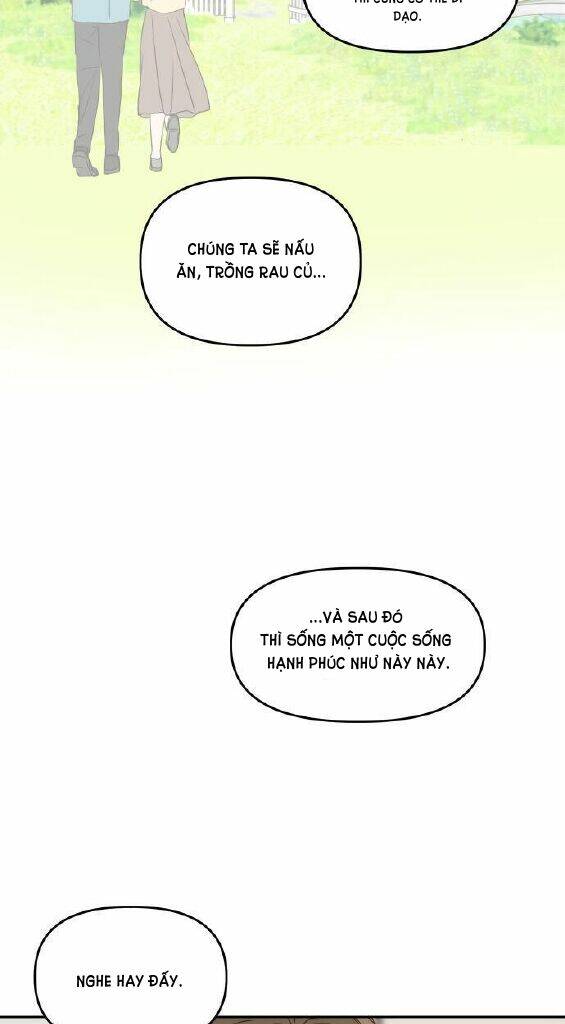 DẠO.
CHÚNG TA SẼ NẤU
ĂN, TRỒNG RAU CỦ...
...VÀ SAU ĐÓ
THÌ SỐNG MỘT CUỘC SỐNG
HẠNH PHÚC NHƯ NÀY NÀY.
NGHE HAY ĐẤY.